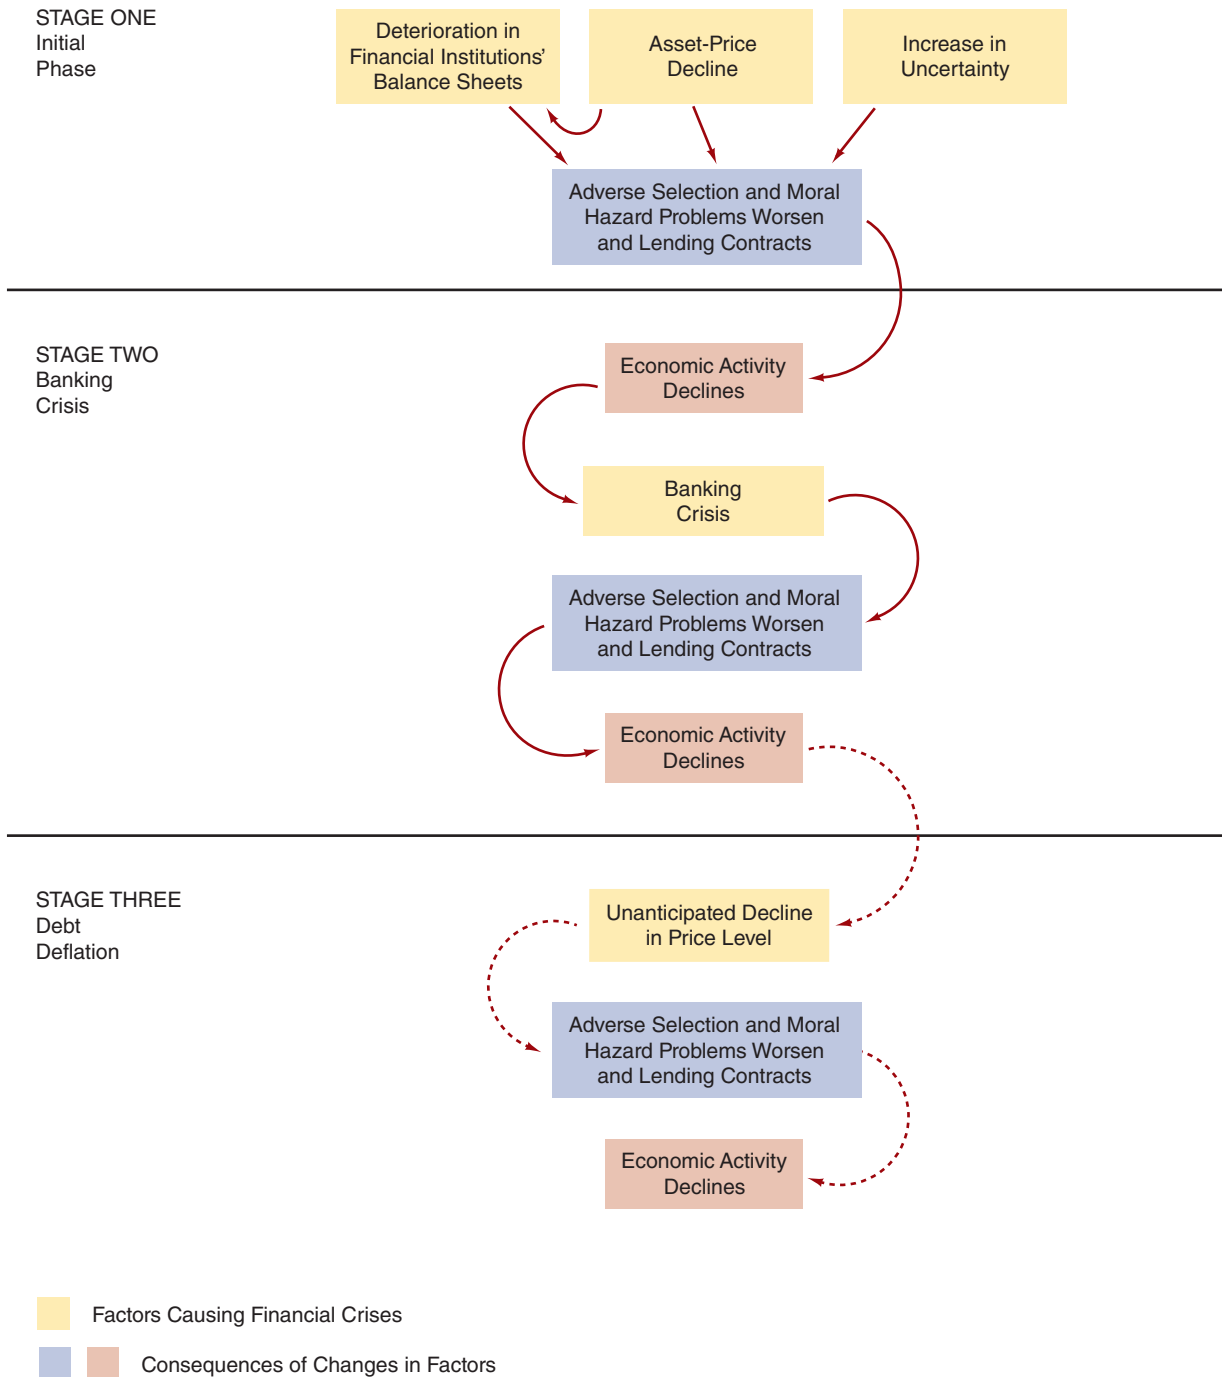 STAGE ONE
Initial
Phase
Deterioration in
Financial Institutions’
Balance Sheets
Asset-Price
Decline
Increase in
Uncertainty
Adverse Selection and Moral
Hazard Problems Worsen
and Lending Contracts
STAGE TWO
Banking
Crisis
Economic Activity
Declines
Banking
Crisis
Adverse Selection and Moral
Hazard Problems Worsen
and Lending Contracts
Economic Activity
Declines
STAGE THREE
Debt
Deflation
Unanticipated Decline
in Price Level
Adverse Selection and Moral
Hazard Problems Worsen
and Lending Contracts
Economic Activity
Declines
Factors Causing Financial Crises
Consequences of Changes in Factors